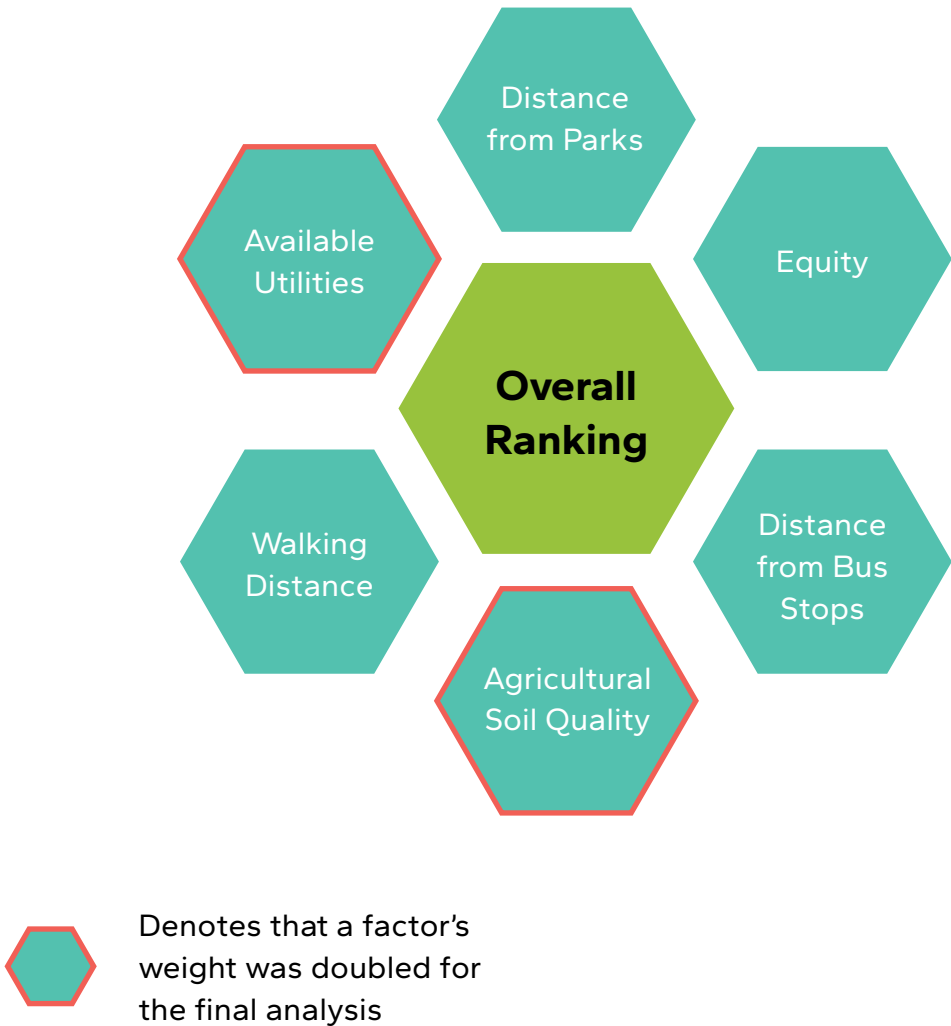 Distance
from Parks
Available
Utilities
Equity
Overall
Ranking
Walking
Distance
Distance
from Bus
Stops
Agricultural
Soil Quality
Denotes that a factor’s
weight was doubled for
the final analysis